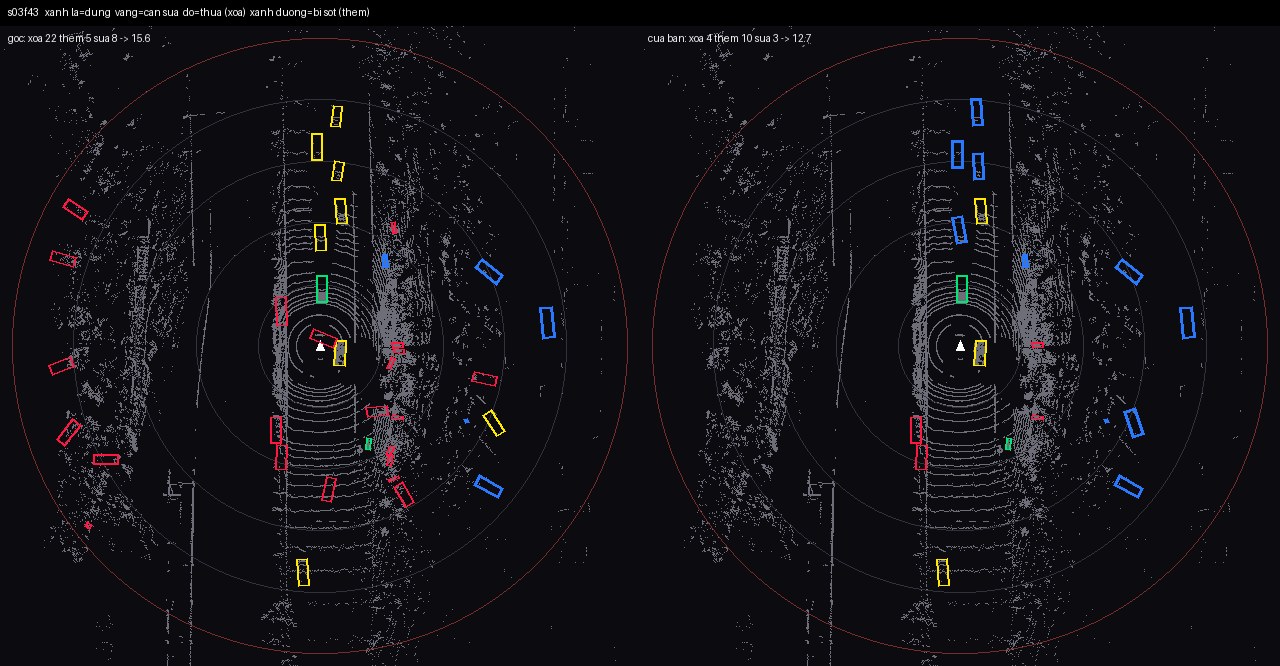 s03f43 xanh la=dung vang=can sua do=thua (xoa) xanh duong=bi sot (them)
goc: xoa 22 them 5 sua 8 -> 15.6
cua ban: xoa 4 them 10 sua 3 -> 12.7